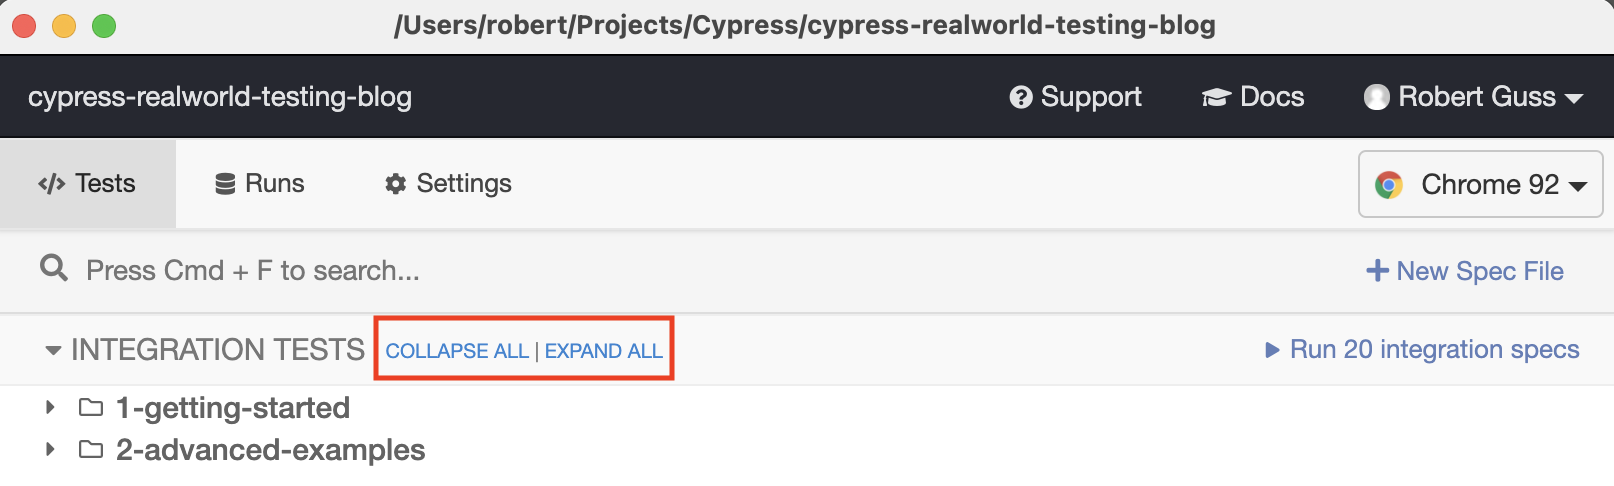 /Users/robert/Projects/Cypress/cypress-realworld-testing-blog
cypress-realworld-testing-blog Support Docs Robert Guss
</> Tests Runs Settings Chrome 92
Press Cmd + F to search... + New Spec File
INTEGRATION TESTS COLLAPSE ALL | EXPAND ALL Run 20 integration specs
1-getting-started
2-advanced-examples